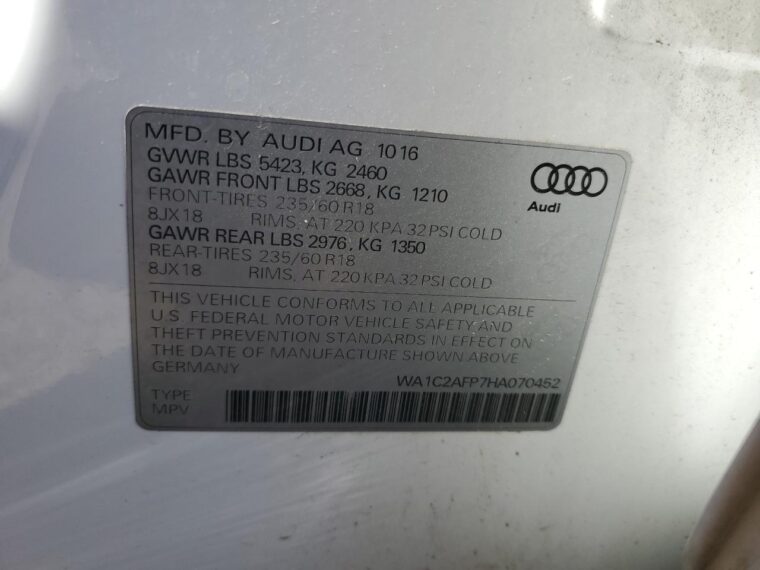 MFD. BY AUDI AG 1016
GVWR LBS 5423, KG 2460
GAWR FRONT LBS 2668, KG 1210
FRONT-TIRES 235/60 R18
8JX18 RIMS, AT 220 KPA 32 PSI COLD
GAWR REAR LBS 2976, KG 1350
REAR-TIRES 235/60 R18
8JX18 RIMS, AT 220 KPA 32 PSI COLD
Audi
THIS VEHICLE CONFORMS TO ALL APPLICABLE
U.S. FEDERAL MOTOR VEHICLE SAFETY AND
THEFT PREVENTION STANDARDS IN EFFECT ON
THE DATE OF MANUFACTURE SHOWN ABOVE
GERMANY
WA1C2AFP7HA070452
TYPE
MPV